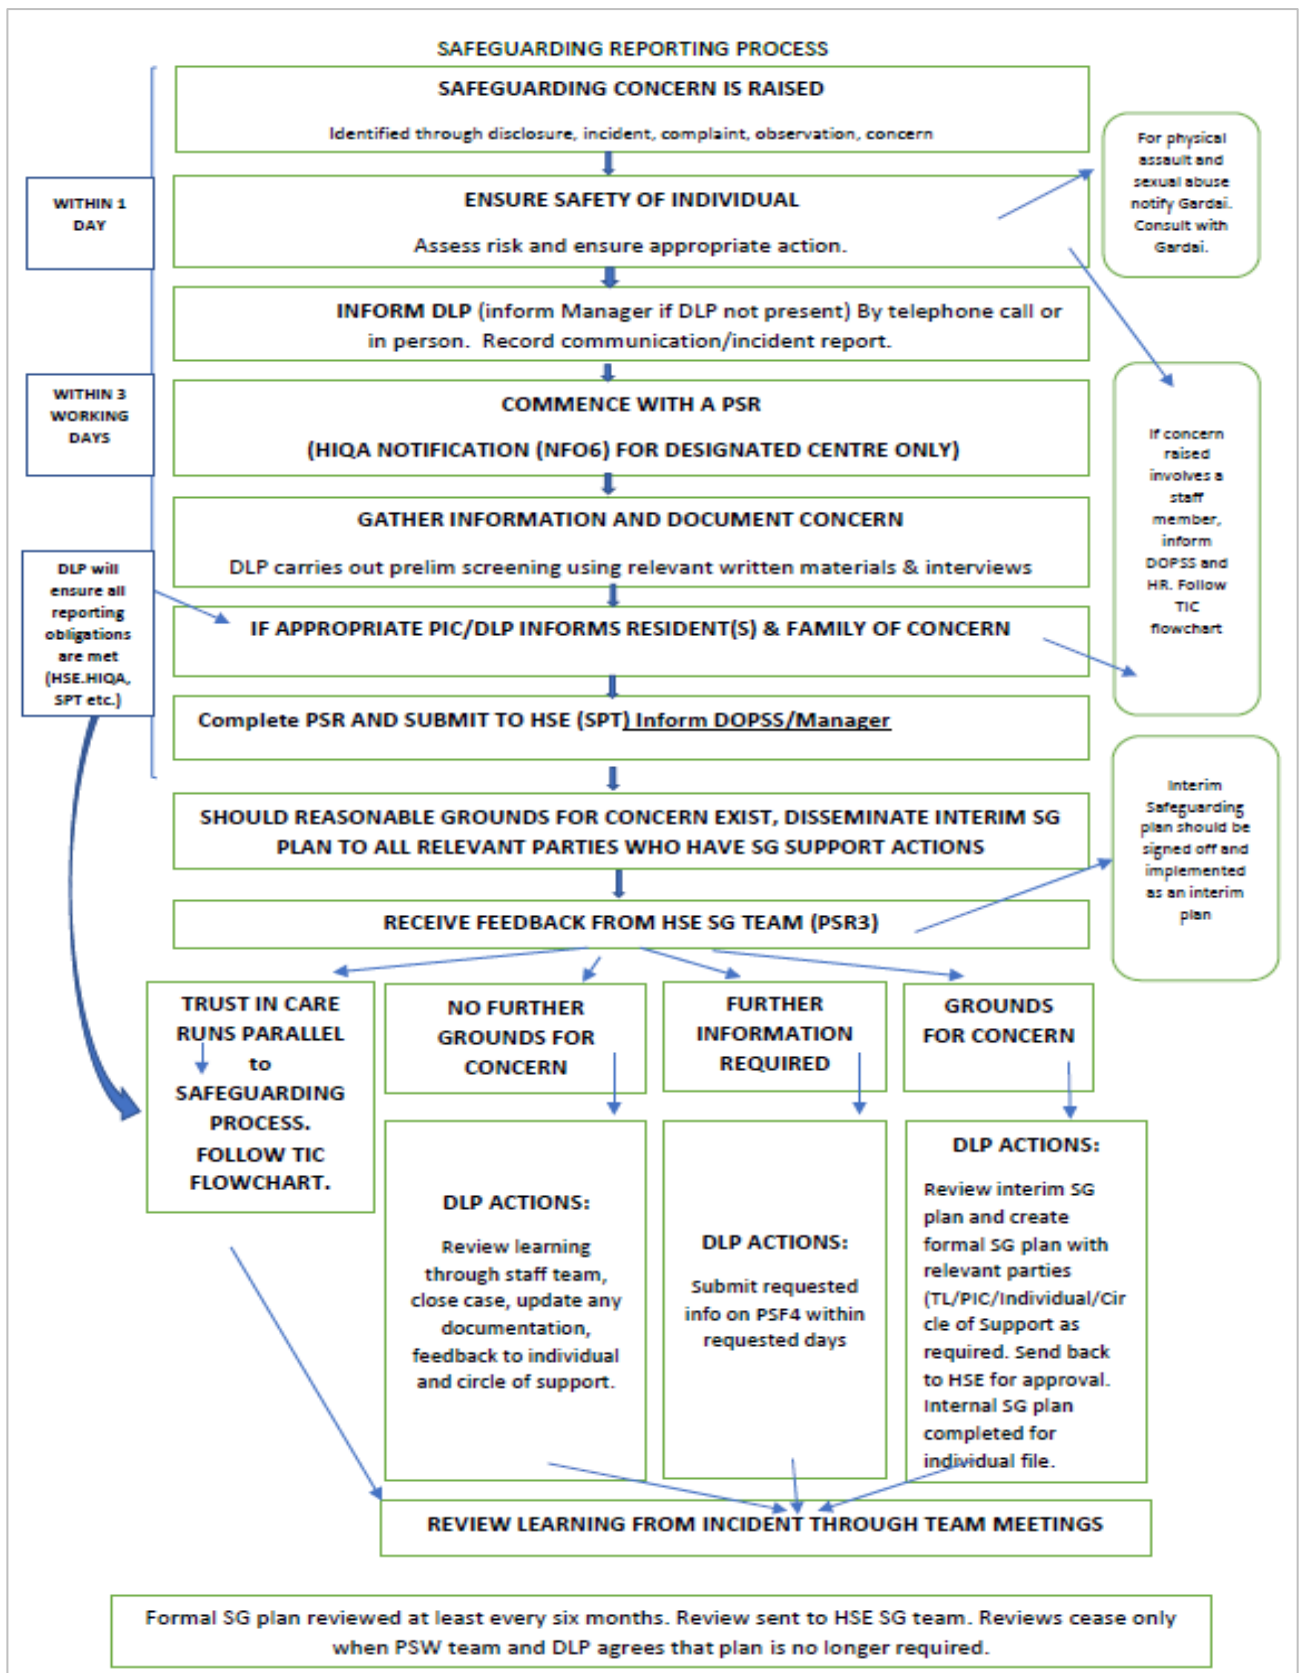 SAFEGUARDING REPORTING PROCESS
SAFEGUARDING CONCERN IS RAISED
Identified through disclosure, incident, complaint, observation, concern
WITHIN 1
DAY
ENSURE SAFETY OF INDIVIDUAL
Assess risk and ensure appropriate action.
For physical
assault and
sexual abuse
notify Gardai.
Consult with
Gardai.
INFORM DLP (inform Manager if DLP not present) By telephone call or
in person. Record communication/incident report.
WITHIN 3
WORKING
DAYS
COMMENCE WITH A PSR
(HIQA NOTIFICATION (NFO6) FOR DESIGNATED CENTRE ONLY)
If concern
raised
involves a
staff
member,
inform
DOPSS and
HR. Follow
TIC
flowchart
GATHER INFORMATION AND DOCUMENT CONCERN
DLP carries out prelim screening using relevant written materials & interviews
DLP will
ensure all
reporting
obligations
are met
(HSE.HIQA,
SPT etc.)
IF APPROPRIATE PIC/DLP INFORMS RESIDENT(S) & FAMILY OF CONCERN
Complete PSR AND SUBMIT TO HSE (SPT) Inform DOPSS/Manager
SHOULD REASONABLE GROUNDS FOR CONCERN EXIST, DISSEMINATE INTERIM SG
PLAN TO ALL RELEVANT PARTIES WHO HAVE SG SUPPORT ACTIONS
Interim
Safeguarding
plan should be
signed off and
implemented
as an interim
plan
RECEIVE FEEDBACK FROM HSE SG TEAM (PSR3)
TRUST IN CARE
RUNS PARALLEL
to
SAFEGUARDING
PROCESS.
FOLLOW TIC
FLOWCHART.
NO FURTHER
GROUNDS FOR
CONCERN
FURTHER
INFORMATION
REQUIRED
GROUNDS
FOR CONCERN
DLP ACTIONS:
Review learning
through staff team,
close case, update any
documentation,
feedback to individual
and circle of support.
DLP ACTIONS:
Submit requested
info on PSF4 within
requested days
DLP ACTIONS:
Review interim SG
plan and create
formal SG plan with
relevant parties
(TL/PIC/Individual/Cir
cle of Support as
required. Send back
to HSE for approval.
Internal SG plan
completed for
individual file.
REVIEW LEARNING FROM INCIDENT THROUGH TEAM MEETINGS
Formal SG plan reviewed at least every six months. Review sent to HSE SG team. Reviews cease only
when PSW team and DLP agrees that plan is no longer required.